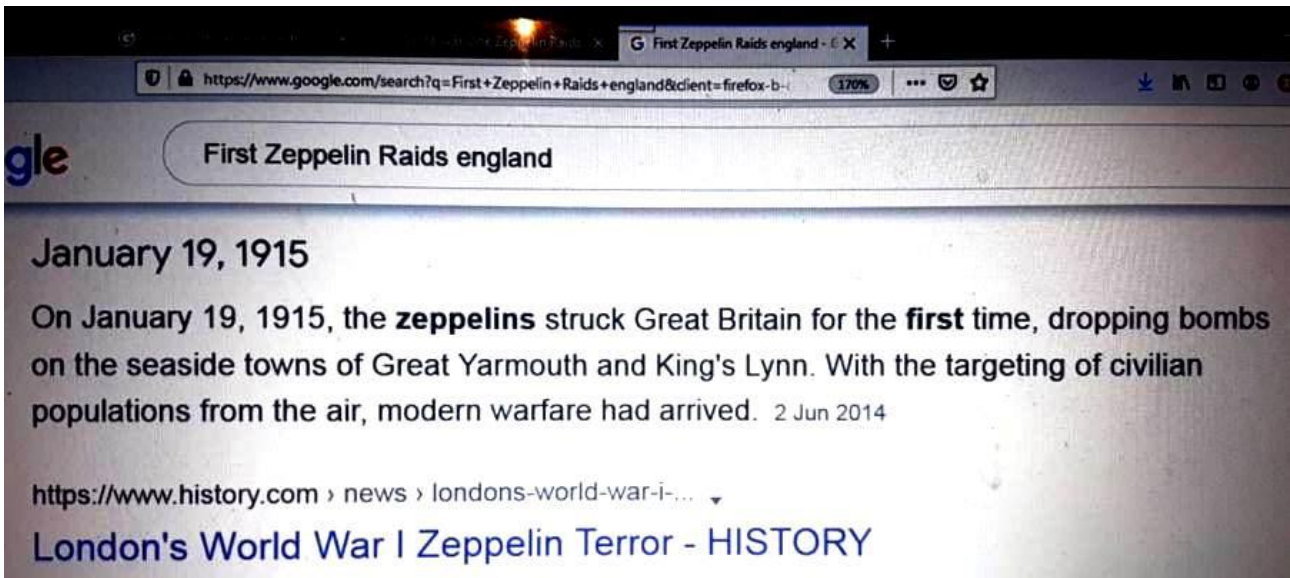 First Zeppelin Raids england -
https://www.google.com/search?q=First+Zeppelin+Raids+england&client=firefox-b-
170%
gle
First Zeppelin Raids england
January 19, 1915
On January 19, 1915, the zeppelins struck Great Britain for the first time, dropping bombs
on the seaside towns of Great Yarmouth and King's Lynn. With the targeting of civilian
populations from the air, modern warfare had arrived. 2 Jun 2014
https://www.history.com › news › londons-world-war-i-...
London's World War I Zeppelin Terror - HISTORY